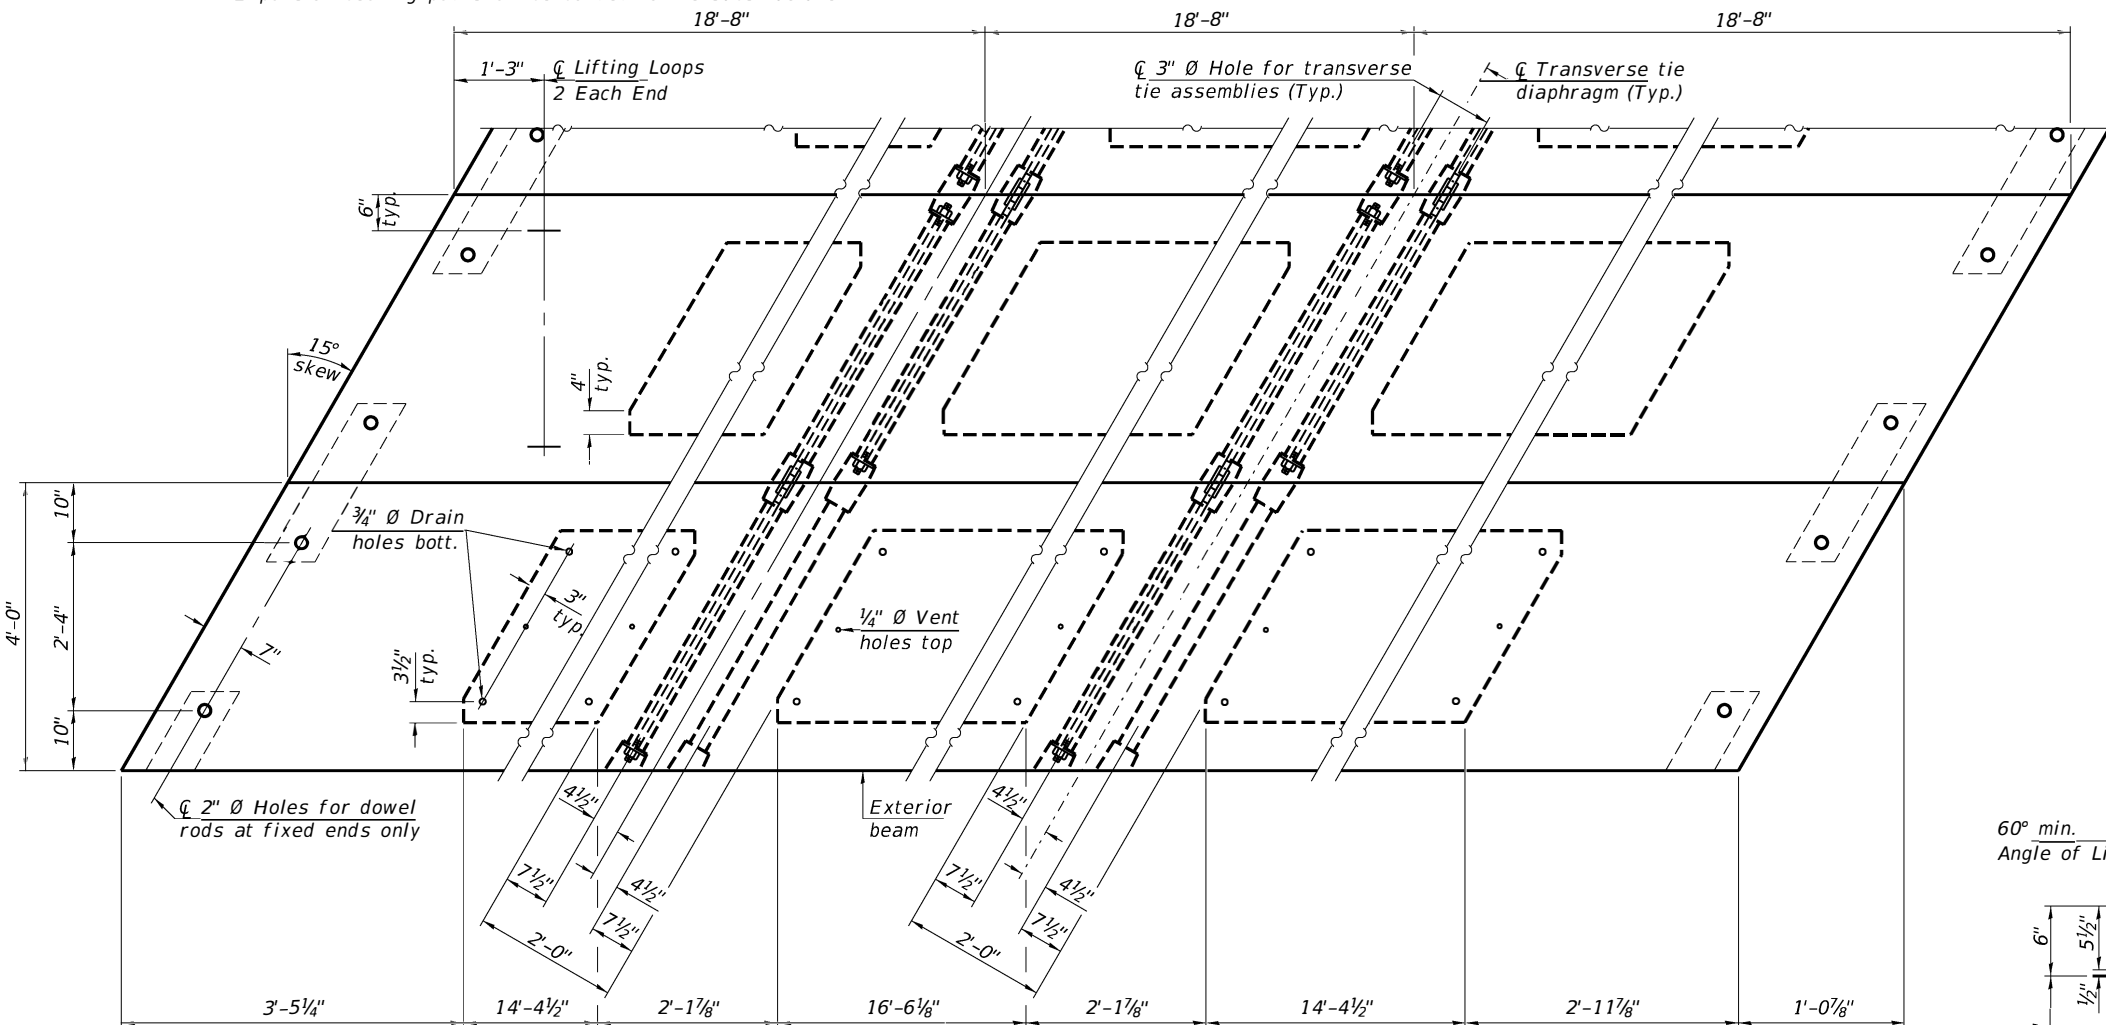 18'-8"
18'-8"
18'-8"
1'-3"
℄ Lifting Loops
2 Each End
℄ 3" Ø Hole for transverse
tie assemblies (Typ.)
℄ Transverse tie
diaphragm (Typ.)
6"
typ.
15°
skew
4"
typ.
10"
2'-4"
10"
4'-0"
¾" Ø Drain
holes bott.
3"
typ.
3½"
typ.
7"
¼" Ø Vent
holes top
℄ 2" Ø Holes for dowel
rods at fixed ends only
Exterior
beam
4½"
7½"
4½"
7½"
2'-0"
4½"
7½"
4½"
7½"
2'-0"
60° min.
Angle of
6"
5½"
½"
3'-5¼"
14'-4½"
2'-1⅞"
16'-6⅛"
2'-1⅞"
14'-4½"
2'-11⅞"
1'-0⅞"